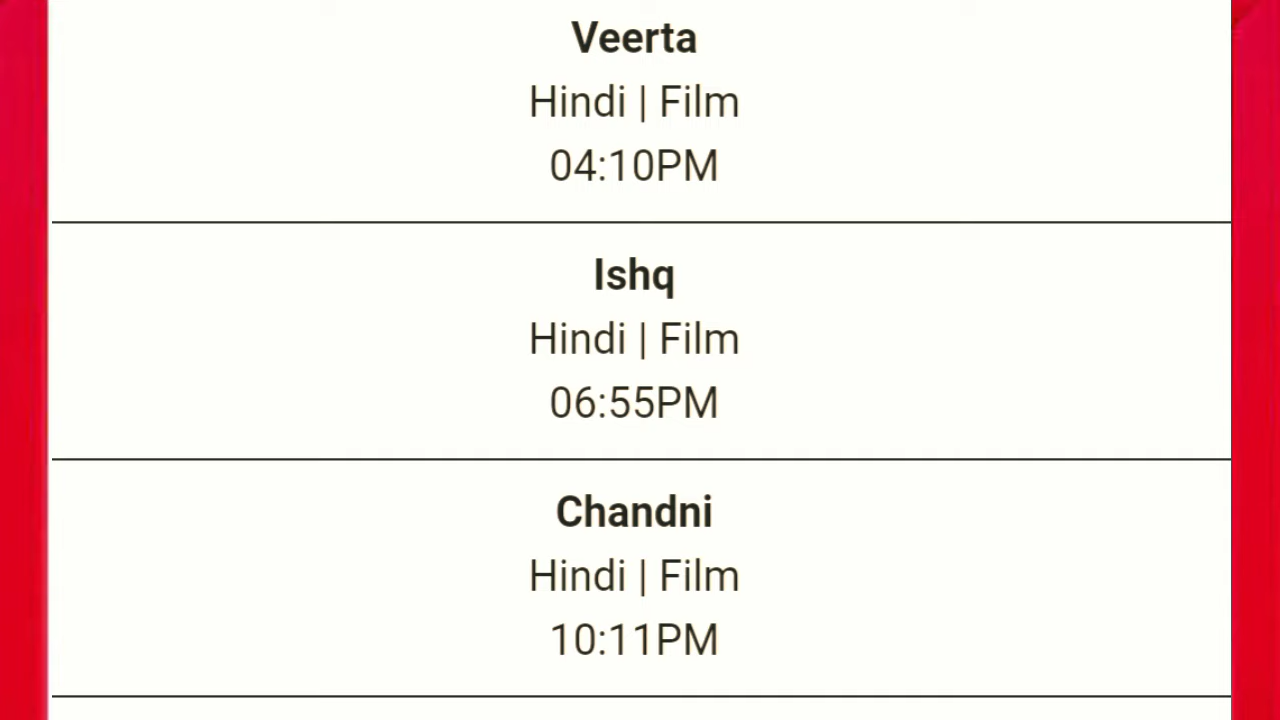 Veerta
Hindi | Film
04:10PM
Ishq
Hindi | Film
06:55PM
Chandni
Hindi | Film
10:11PM